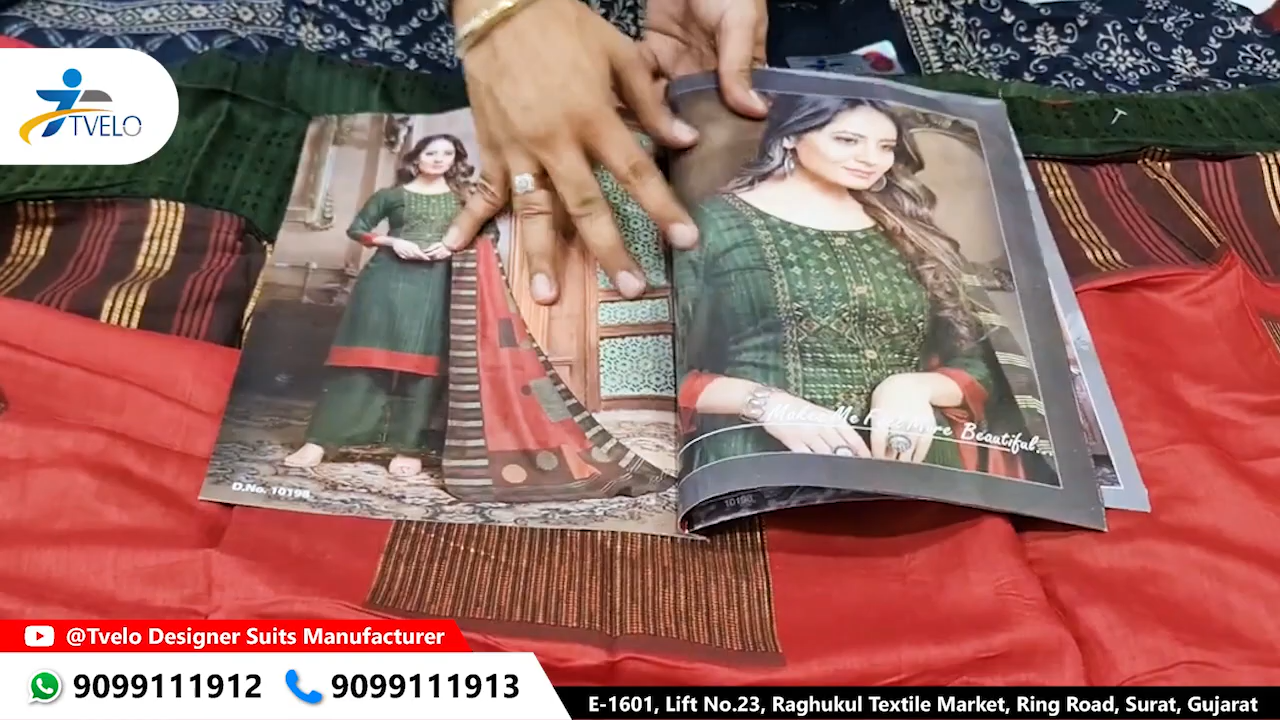 TVELO
Makes Me Feel More Beautiful...
D.No. 10198
10198
@Tvelo Designer Suits Manufacturer
9099111912
9099111913
E-1601, Lift No.23, Raghukul Textile Market, Ring Road, Surat, Gujarat